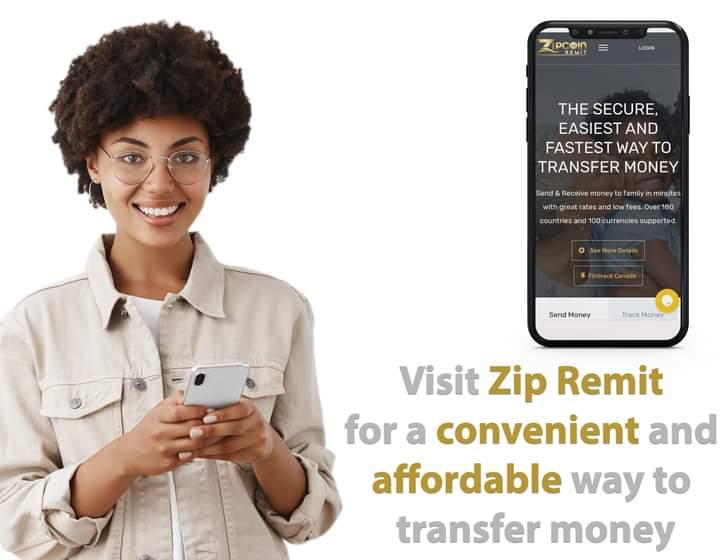 ZIPCOIN
REMIT
LOGIN
THE SECURE,
EASIEST AND
FASTEST WAY TO
TRANSFER MONEY
Send & Receive money to family in minutes
with great rates and low fees. Over 180
countries and 100 currencies supported.
See More Details
Fintrack Canada
Send Money
Track Money
Visit Zip Remit
for a convenient and
affordable way to
transfer money